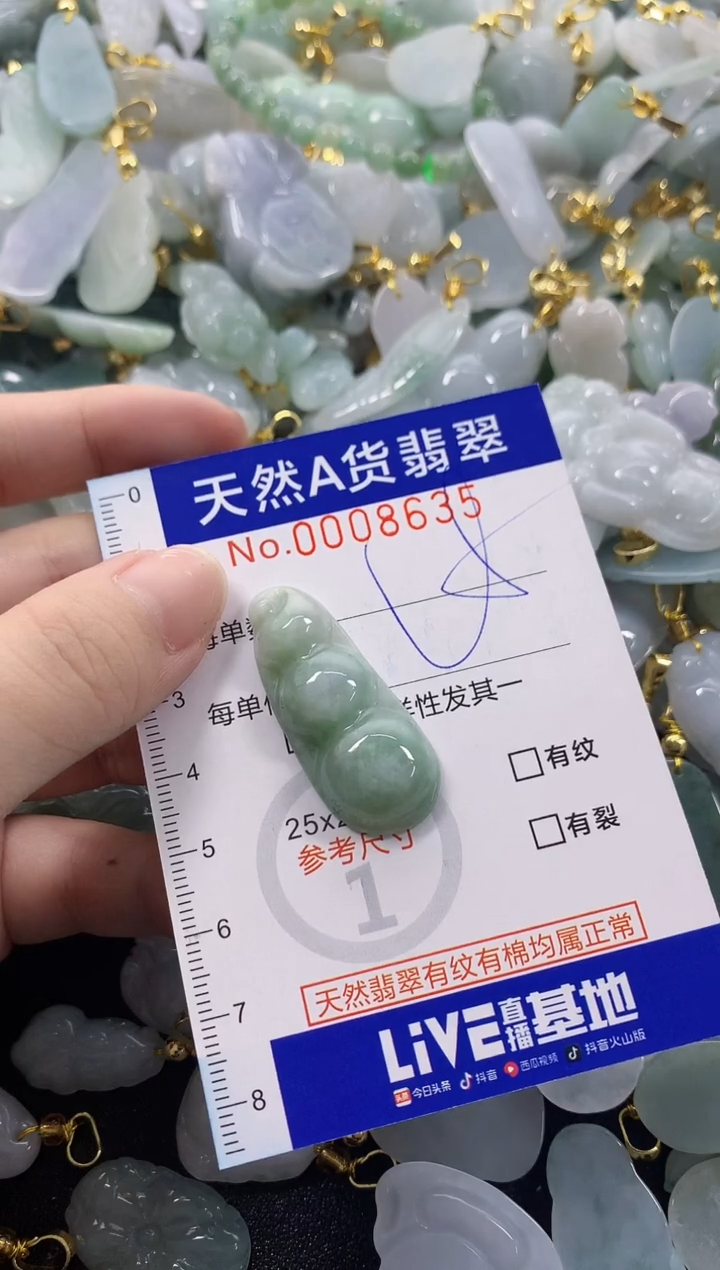 天然A货翡翠
No.0008635
0
每单
3
每单
性发其一
4
□有纹
25x2
5
□有裂
参考尺寸
1
6
天然翡翠有纹有棉均属正常
7
LiVE直播基地
8
今日头条 抖音 西瓜视频 抖音火山版